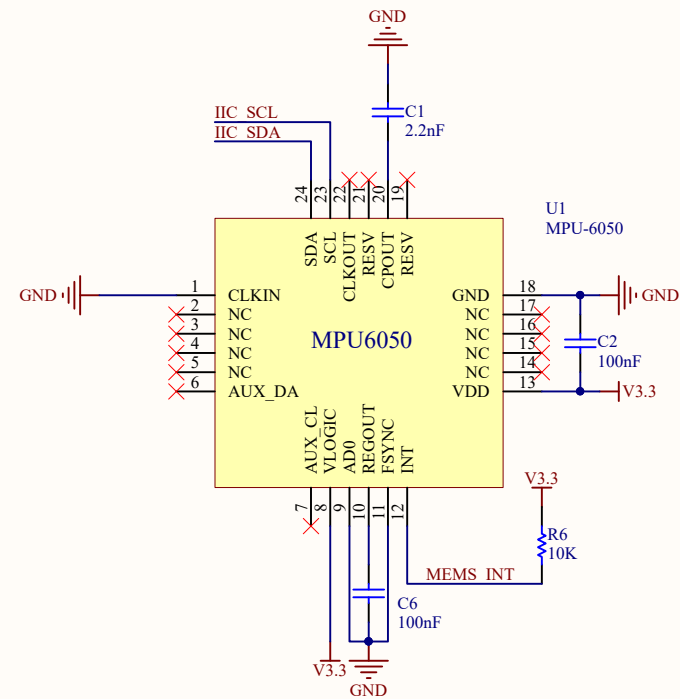 GND
C1
2.2nF
IIC_SCL
IIC_SDA
24
23
22
21
20
19
SDA
SCL
CLKOUT
RESV
CPOUT
RESV
U1
MPU-6050
GND
1
CLKIN
2
NC
3
NC
4
NC
5
NC
6
AUX_DA
MPU6050
GND
18
GND
NC
17
NC
16
NC
15
NC
14
VDD
13
V3.3
C2
100nF
AUX_CL
VLOGIC
AD0
REGOUT
FSYNC
INT
7
8
9
10
11
12
V3.3
R6
10K
MEMS_INT
C6
100nF
V3.3
GND